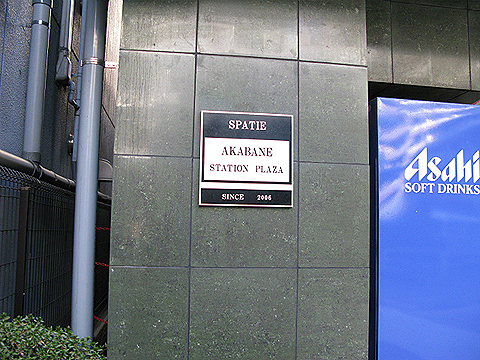 SPATIE
AKABANE
STATION PLAZA
SINCE 2006
Asahi
SOFT DRINKS